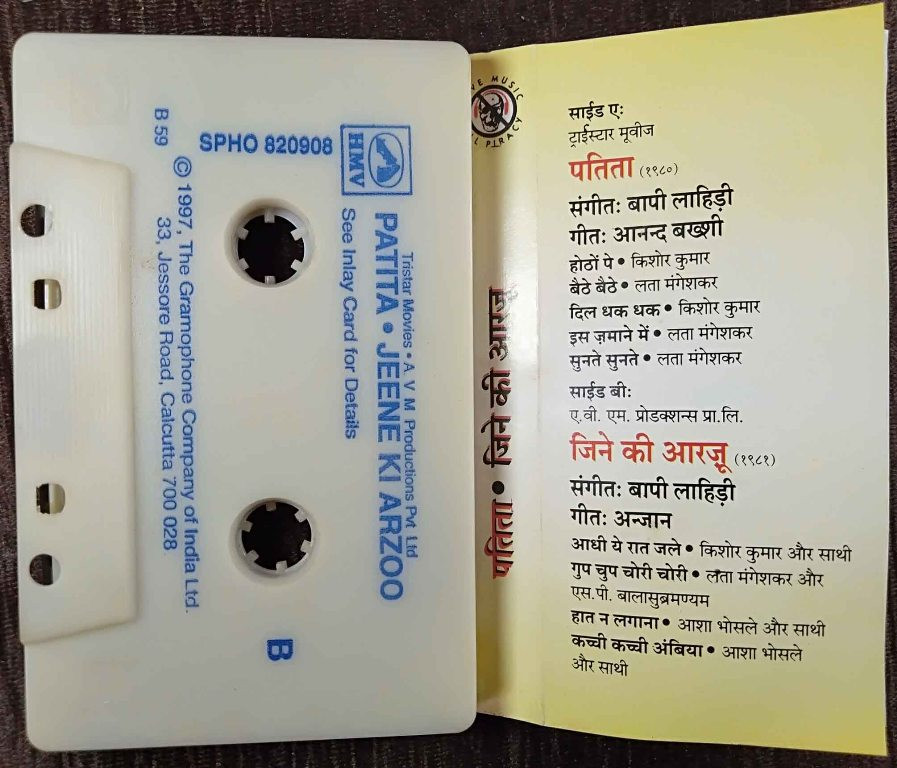 SPHO 820908
HMV
B 59
Tristar Movies • A V M Productions Pvt Ltd
PATITA • JEENE KI ARZOO
See Inlay Card for Details
© 1997, The Gramophone Company of India Ltd.
33, Jessore Road, Calcutta 700 028
B
MUSIC
PIRACY
पतिता • जिने की आरज़ू
साईड ए:
ट्राईस्टार मूवीज
पतिता (१९८०)
संगीत: बापी लाहिड़ी
गीत: आनन्द बख्शी
होठों पे • किशोर कुमार
बैठे बैठे • लता मंगेशकर
दिल धक धक • किशोर कुमार
इस ज़माने में • लता मंगेशकर
सुनते सुनते • लता मंगेशकर
साईड बी:
ए.वी. एम. प्रोडक्शन्स प्रा.लि.
जिने की आरज़ू (१९८१)
संगीत: बापी लाहिड़ी
गीत: अन्जान
आधी ये रात जले • किशोर कुमार और साथी
गुप चुप चोरी चोरी • लता मंगेशकर और
एस.पी. बालासुब्रमण्यम
हात न लगाना • आशा भोसले और साथी
कच्ची कच्ची अंबिया • आशा भोसले
और साथी